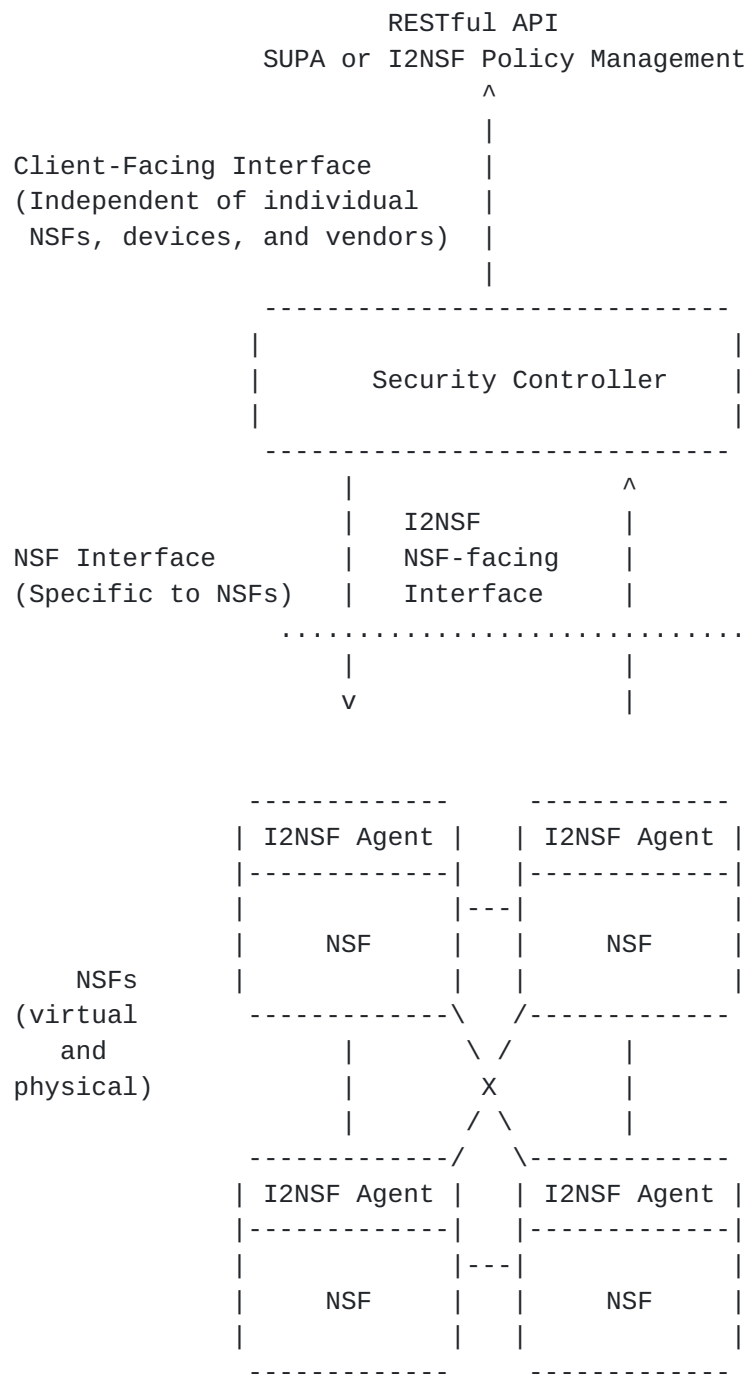 RESTful API
SUPA or I2NSF Policy Management
Client-Facing Interface
(Independent of individual
NSFs, devices, and vendors)
Security Controller
I2NSF
NSF Interface NSF-facing
(Specific to NSFs) Interface
I2NSF Agent I2NSF Agent
NSF NSF
NSFs
(virtual
and
physical)
I2NSF Agent I2NSF Agent
NSF NSF